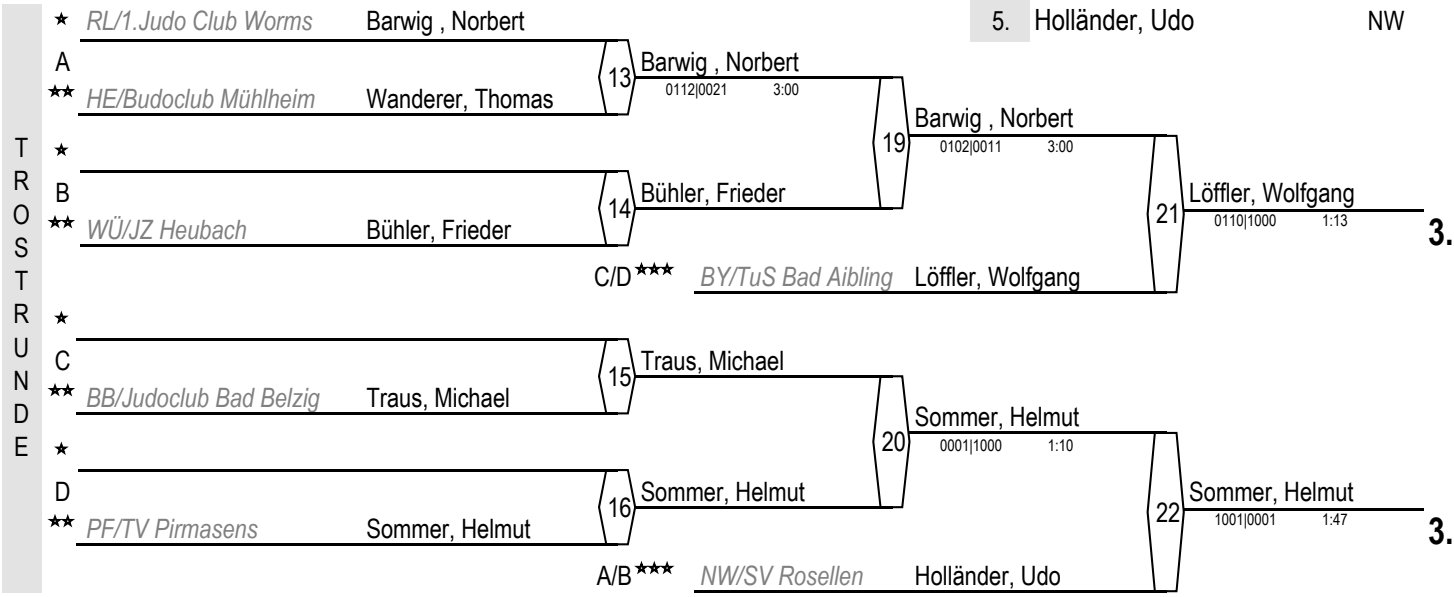 ★ RL/1.Judo Club Worms Barwig , Norbert
5. Holländer, Udo NW
A
13 Barwig , Norbert
0112|0021 3:00
★★ HE/Budoclub Mühlheim Wanderer, Thomas
19 Barwig , Norbert
0102|0011 3:00
TROSTRUNDE
★
B
14 Bühler, Frieder
21 Löffler, Wolfgang
0110|1000 1:13
3.
★★ WÜ/JZ Heubach Bühler, Frieder
C/D ★★★ BY/TuS Bad Aibling Löffler, Wolfgang
★
C
15 Traus, Michael
★★ BB/Judoclub Bad Belzig Traus, Michael
20 Sommer, Helmut
0001|1000 1:10
★
D
16 Sommer, Helmut
22 Sommer, Helmut
1001|0001 1:47
3.
★★ PF/TV Pirmasens Sommer, Helmut
A/B ★★★ NW/SV Rosellen Holländer, Udo